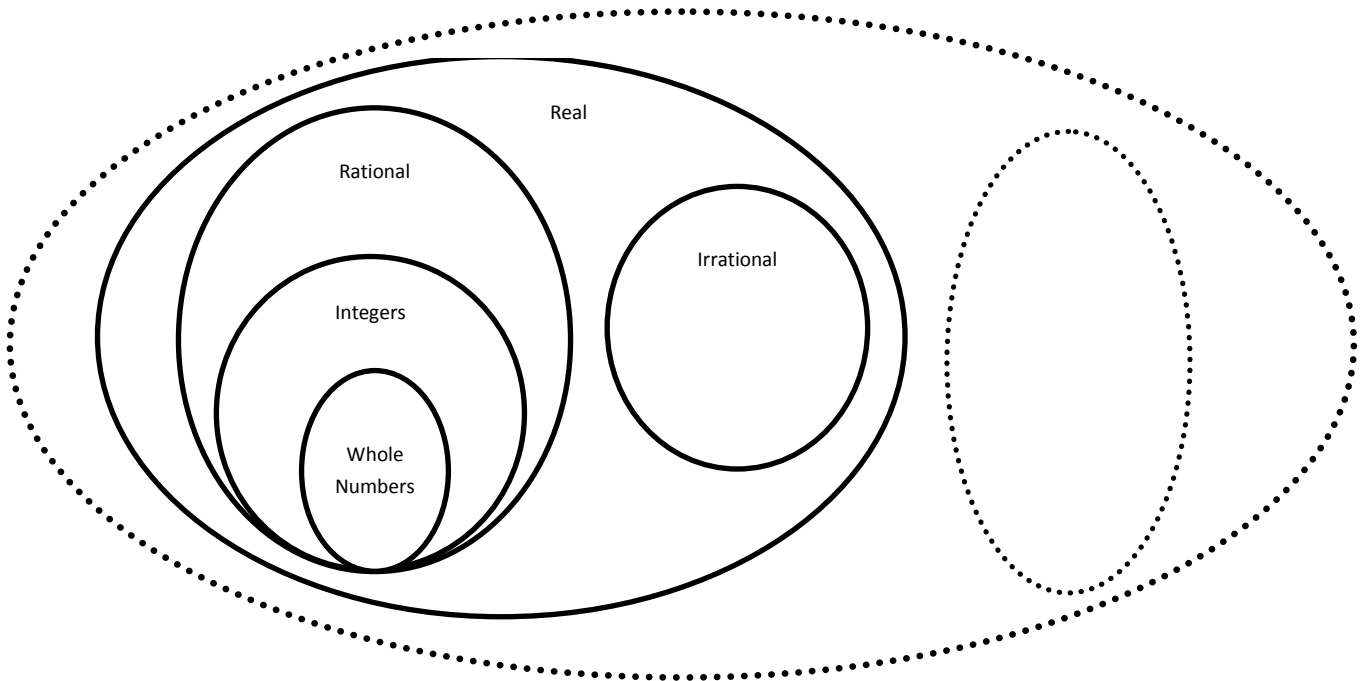 Real
Rational
Irrational
Integers
Whole
Numbers